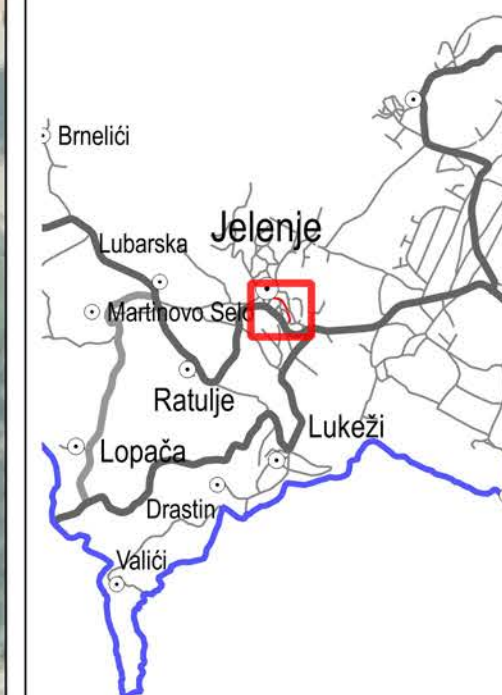 Brnelići
Jelenje
Lubarska
Martinovo Selo
Ratulje
Lukeži
Lopača
Drastin
Valići